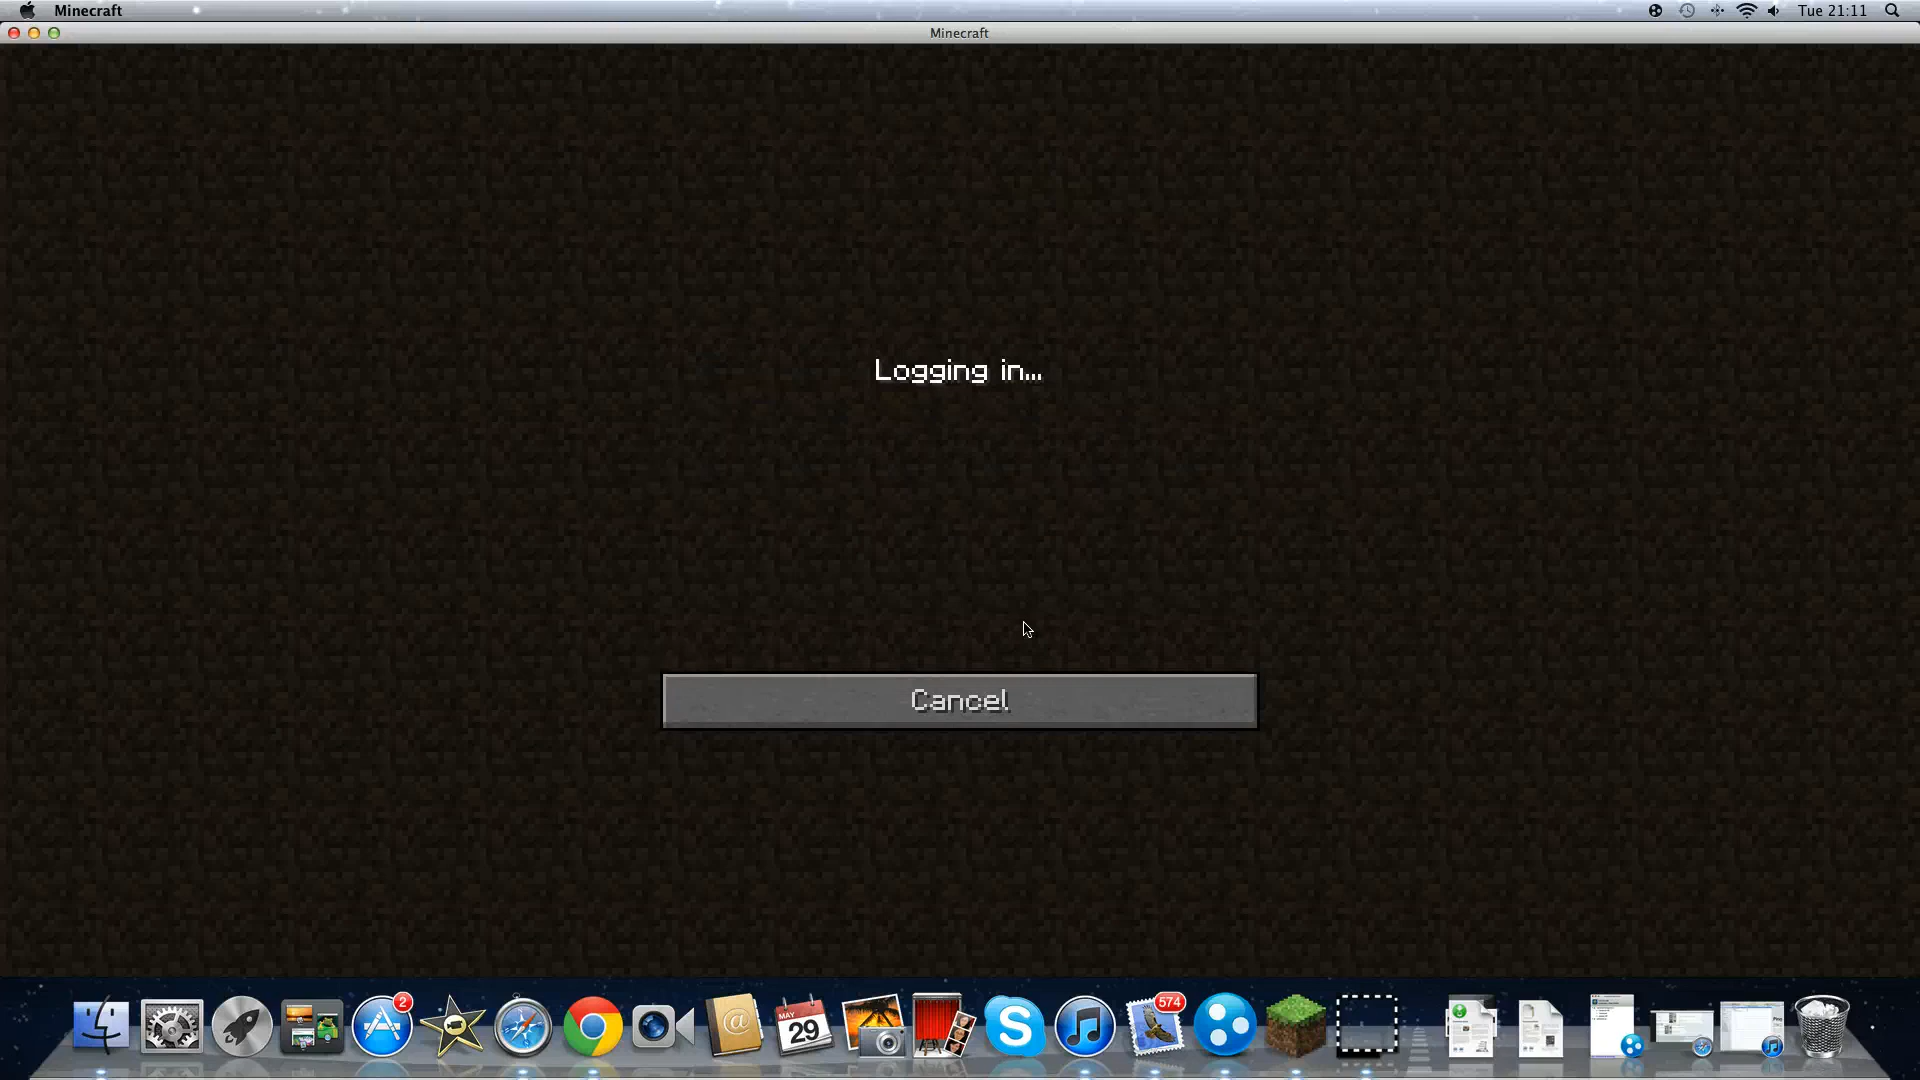 Minecraft
Tue 21:11
Minecraft
Logging in...
Cancel
2
MAY
29
574